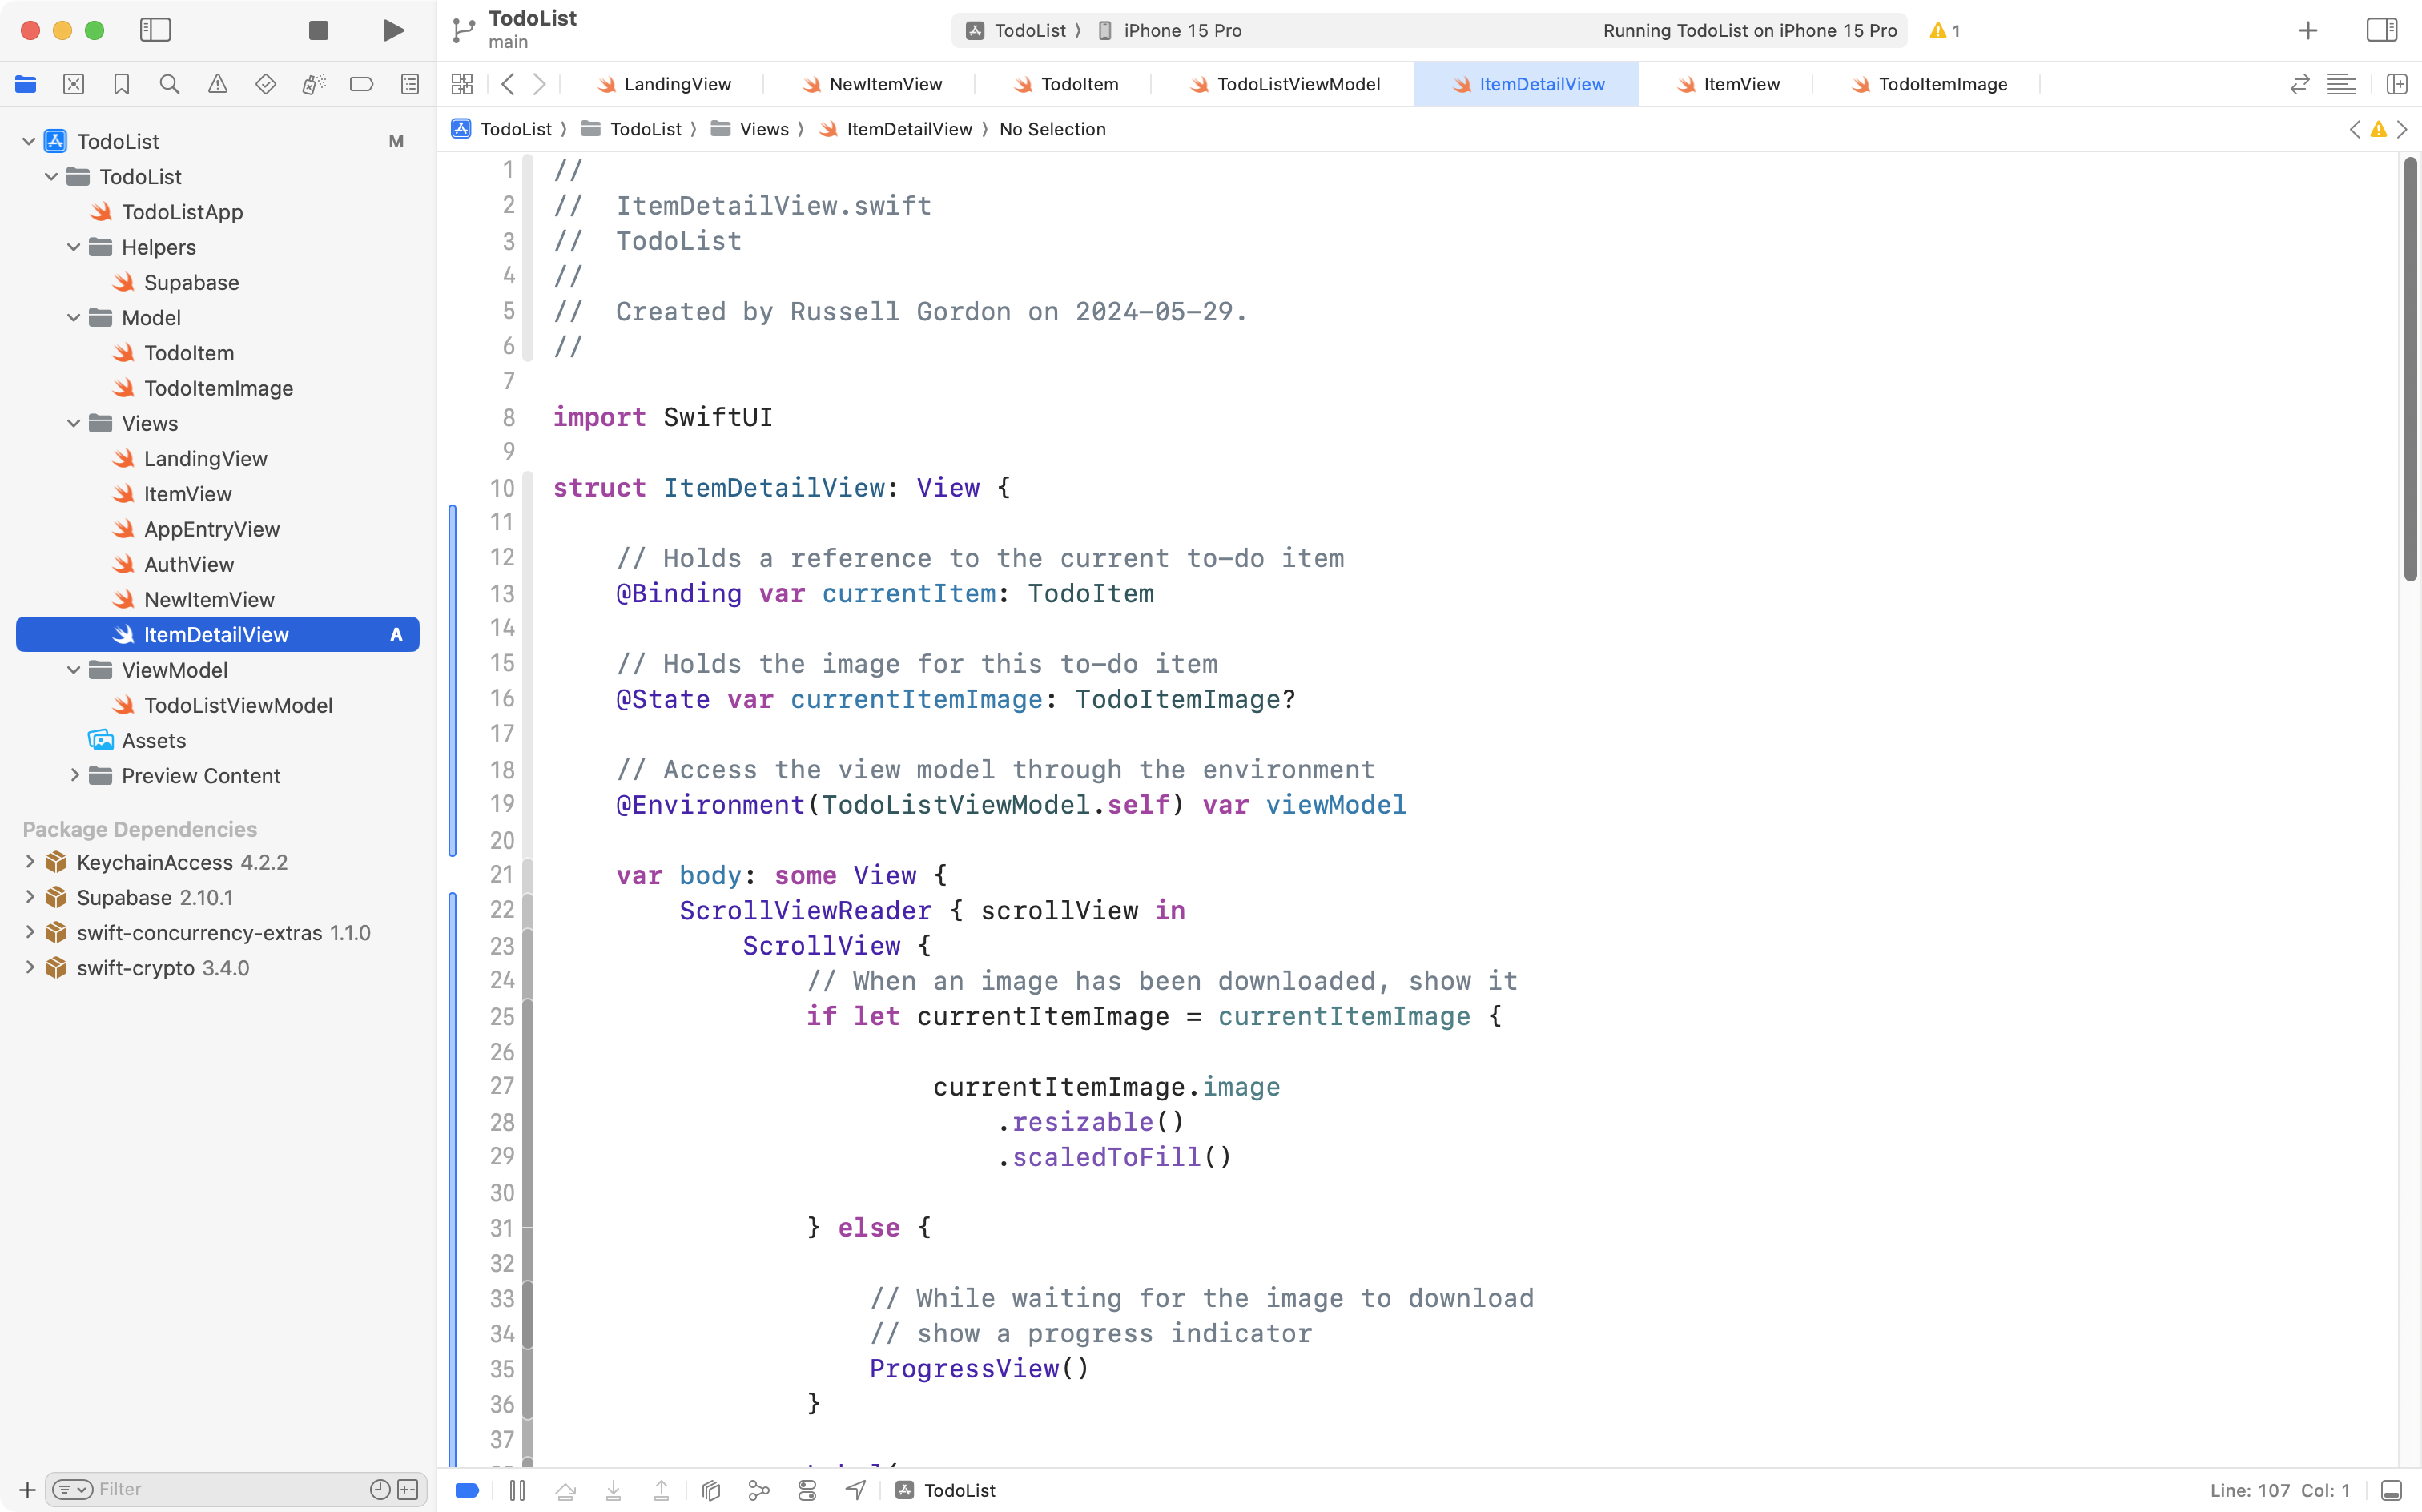 TodoList
main
TodoList ⟩ iPhone 15 Pro
Running TodoList on iPhone 15 Pro
1
LandingView
NewItemView
TodoItem
TodoListViewModel
ItemDetailView
ItemView
TodoItemImage
TodoList ⟩ TodoList ⟩ Views ⟩ ItemDetailView ⟩ No Selection
TodoList M
TodoList
TodoListApp
Helpers
Supabase
Model
TodoItem
TodoItemImage
Views
LandingView
ItemView
AppEntryView
AuthView
NewItemView
ItemDetailView A
ViewModel
TodoListViewModel
Assets
Preview Content
Package Dependencies
KeychainAccess 4.2.2
Supabase 2.10.1
swift-concurrency-extras 1.1.0
swift-crypto 3.4.0
Filter
1 //
2 //  ItemDetailView.swift
3 //  TodoList
4 //
5 //  Created by Russell Gordon on 2024-05-29.
6 //
7
8 import SwiftUI
9
10 struct ItemDetailView: View {
11
12     // Holds a reference to the current to-do item
13     @Binding var currentItem: TodoItem
14
15     // Holds the image for this to-do item
16     @State var currentItemImage: TodoItemImage?
17
18     // Access the view model through the environment
19     @Environment(TodoListViewModel.self) var viewModel
20
21     var body: some View {
22         ScrollViewReader { scrollView in
23             ScrollView {
24                 // When an image has been downloaded, show it
25                 if let currentItemImage = currentItemImage {
26
27                         currentItemImage.image
28                             .resizable()
29                             .scaledToFill()
30
31                 } else {
32
33                     // While waiting for the image to download
34                     // show a progress indicator
35                     ProgressView()
36                 }
37
TodoList
Line: 107 Col: 1